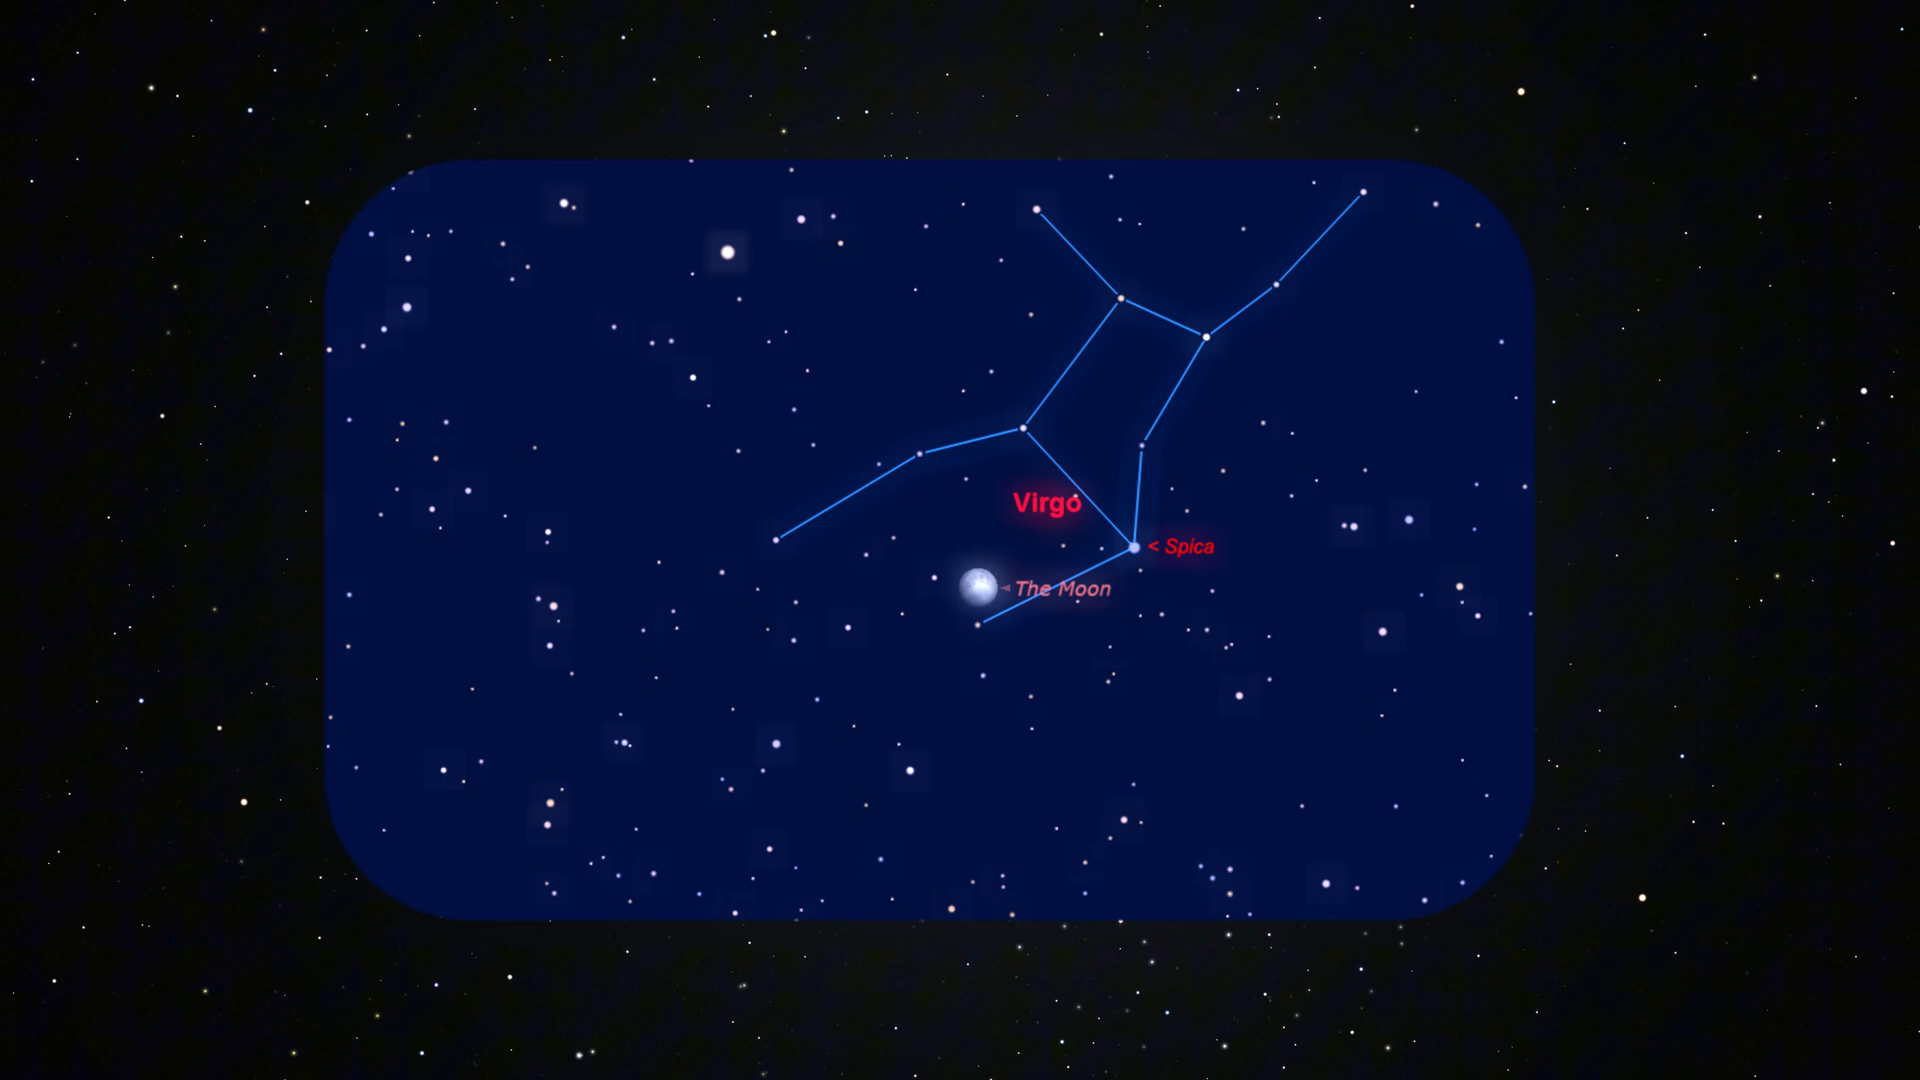 Virgo
< Spica
◄ The Moon